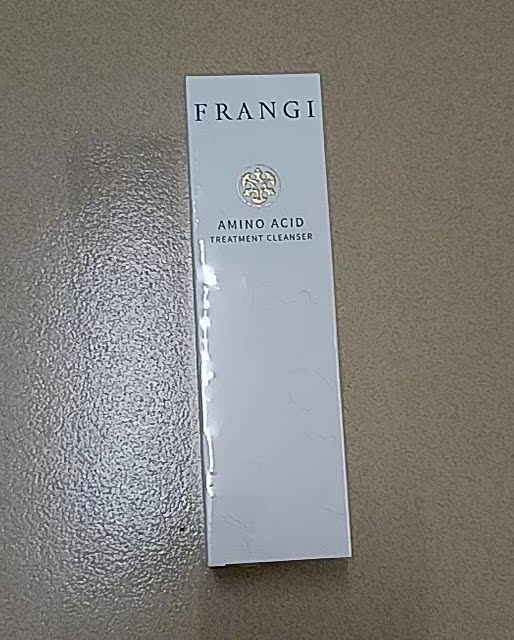 FRANGI
AMINO ACID
TREATMENT CLEANSER